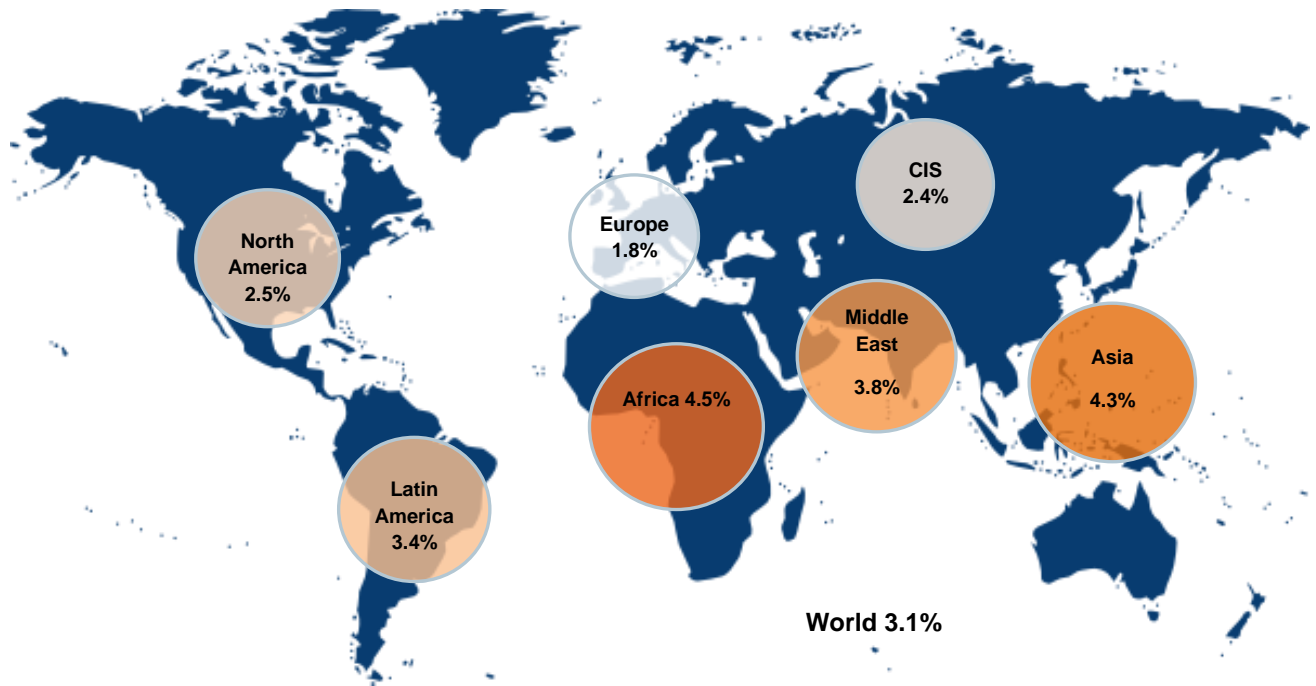 North
America
2.5%
Latin
America
3.4%
Europe
1.8%
Africa 4.5%
CIS
2.4%
Middle
East
3.8%
Asia
4.3%
World 3.1%